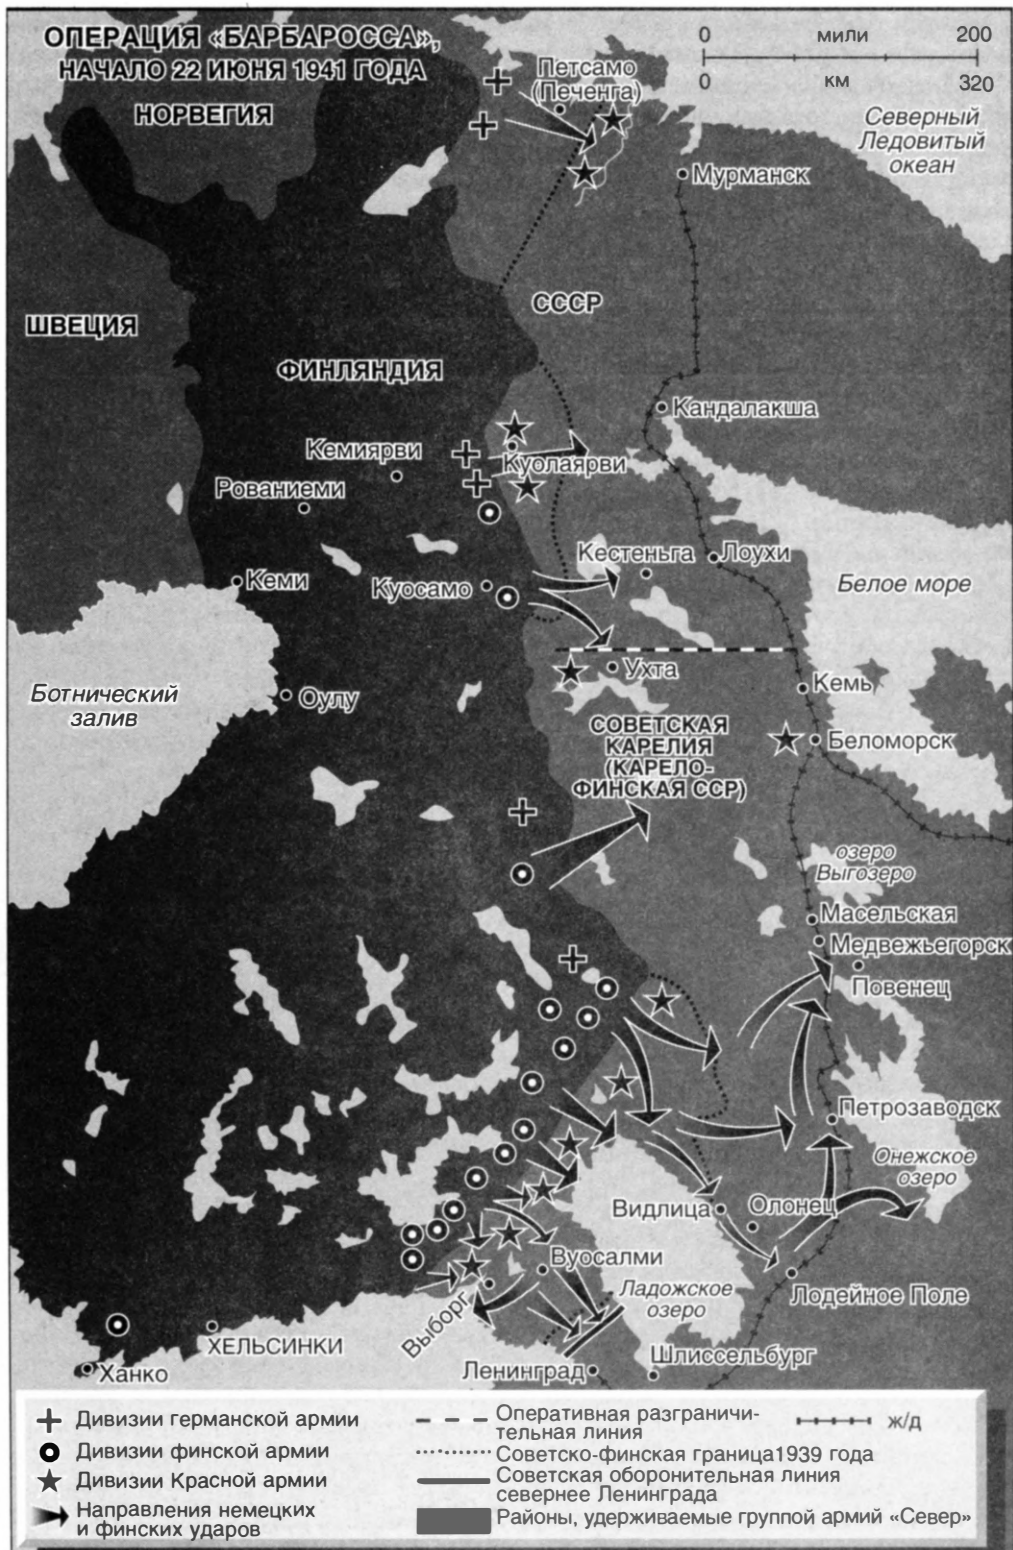 ОПЕРАЦИЯ «БАРБАРОССА»,
НАЧАЛО 22 ИЮНЯ 1941 ГОДА
0 мили 200
0 км 320
НОРВЕГИЯ
Петсамо
(Печенга)
Северный
Ледовитый
океан
Мурманск
СССР
ШВЕЦИЯ
ФИНЛЯНДИЯ
Кандалакша
Кемиярви
Куолаярви
Рованиеми
Кестеньга
Лоухи
Кеми
Куосамо
Белое море
Ухта
Кемь
Ботнический
залив
Оулу
СОВЕТСКАЯ
КАРЕЛИЯ
(КАРЕЛО-
ФИНСКАЯ ССР)
Беломорск
озеро
Выгозеро
Масельская
Медвежьегорск
Повенец
Петрозаводск
Онежское
озеро
Видлица
Олонец
Вуосалми
Ладожское
озеро
Лодейное Поле
Выборг
ХЕЛЬСИНКИ
Ханко
Ленинград
Шлиссельбург
Дивизии германской армии
Дивизии финской армии
Дивизии Красной армии
Направления немецких
и финских ударов
Оперативная разграничи-
тельная линия
Советско-финская граница1939 года
Советская оборонительная линия
севернее Ленинграда
Районы, удерживаемые группой армий «Север»
ж/д